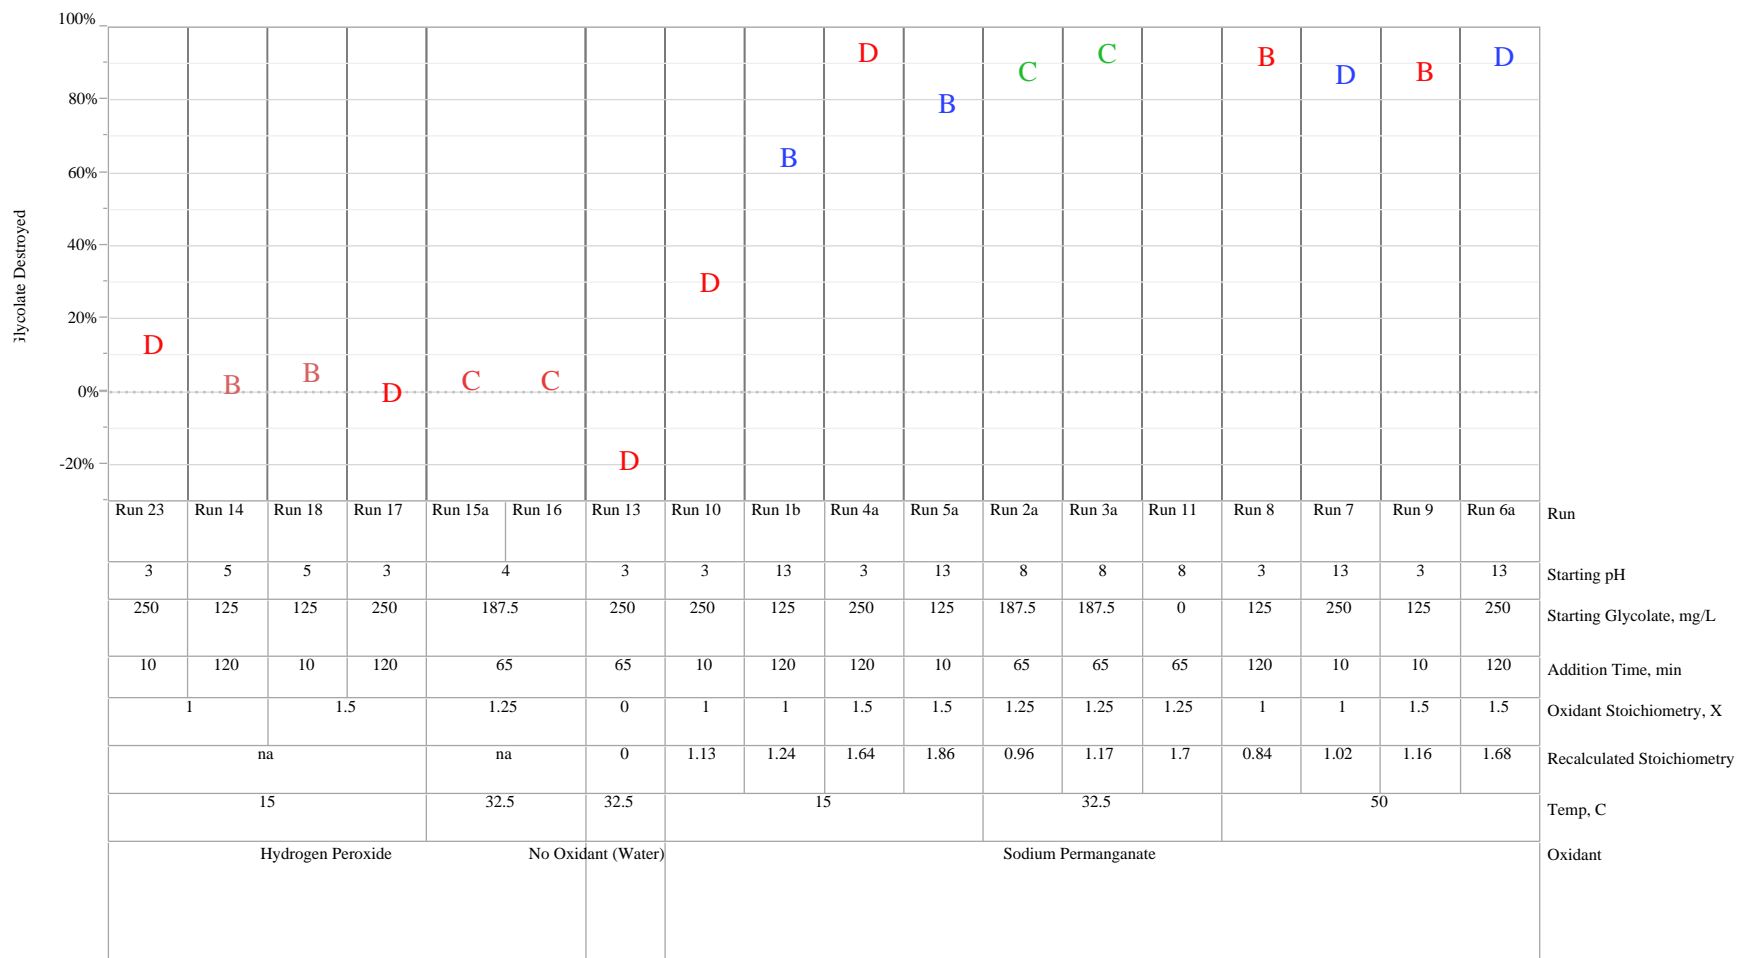 100%
80%
60%
40%
20%
0%
-20%
lycolate Destroyed
D B B D C C D D B D B C C B D B D
Run 23 Run 14 Run 18 Run 17 Run 15a Run 16 Run 13 Run 10 Run 1b Run 4a Run 5a Run 2a Run 3a Run 11 Run 8 Run 7 Run 9 Run 6a Run
3 5 5 3 4 3 3 13 3 13 8 8 8 3 13 3 13 Starting pH
250 125 125 250 187.5 250 250 125 250 125 187.5 187.5 0 125 250 125 250 Starting Glycolate, mg/L
10 120 10 120 65 65 10 120 120 10 65 65 65 120 10 10 120 Addition Time, min
1 1.5 1.25 0 1 1 1.5 1.5 1.25 1.25 1.25 1 1 1.5 1.5 Oxidant Stoichiometry, X
na na 0 1.13 1.24 1.64 1.86 0.96 1.17 1.7 0.84 1.02 1.16 1.68 Recalculated Stoichiometry
15 32.5 32.5 15 32.5 50 Temp, C
Hydrogen Peroxide No Oxidant (Water) Sodium Permanganate Oxidant